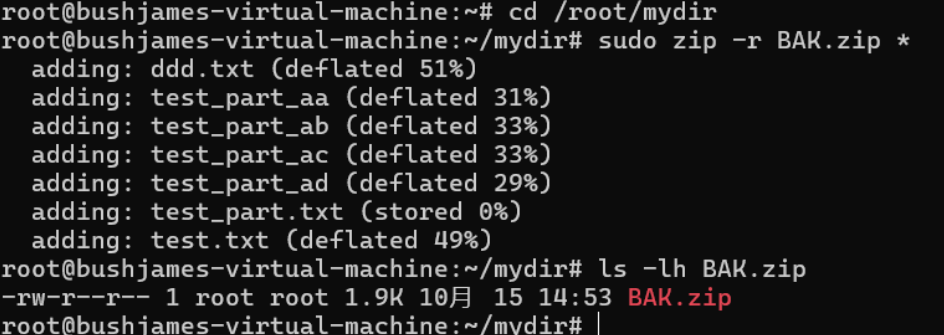 root@bushjames-virtual-machine:~# cd /root/mydir
root@bushjames-virtual-machine:~/mydir# sudo zip -r BAK.zip *
  adding: ddd.txt (deflated 51%)
  adding: test_part_aa (deflated 31%)
  adding: test_part_ab (deflated 33%)
  adding: test_part_ac (deflated 33%)
  adding: test_part_ad (deflated 29%)
  adding: test_part.txt (stored 0%)
  adding: test.txt (deflated 49%)
root@bushjames-virtual-machine:~/mydir# ls -lh BAK.zip
-rw-r--r-- 1 root root 1.9K 10月 15 14:53 BAK.zip
root@bushjames-virtual-machine:~/mydir#